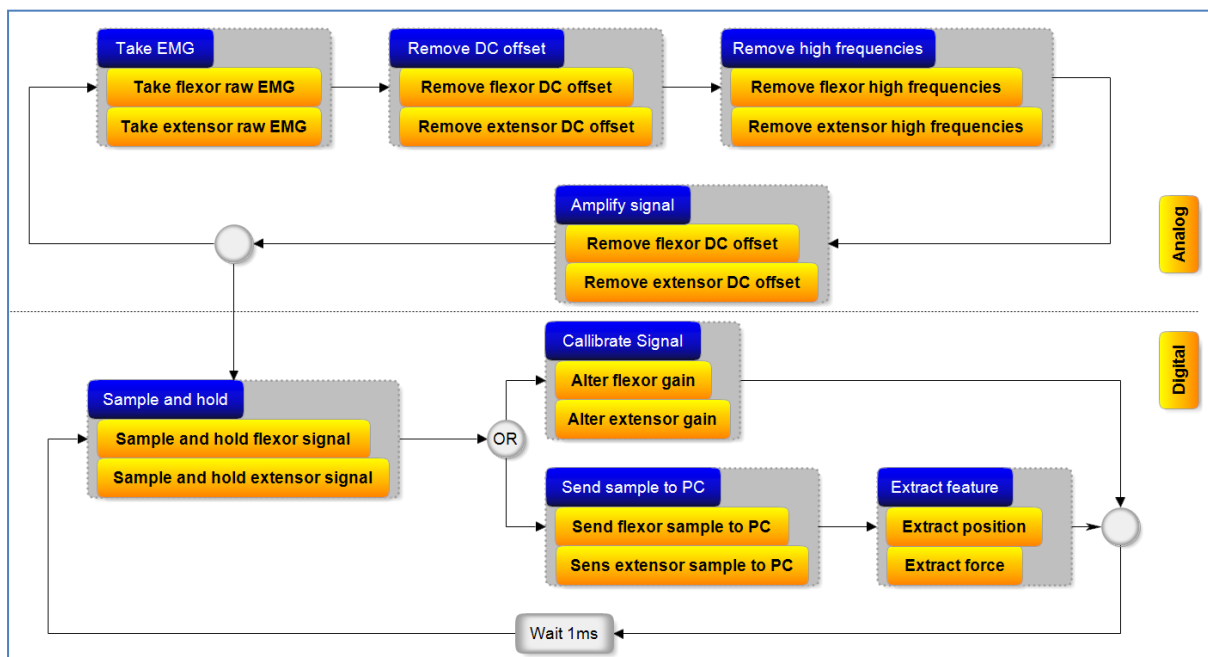 Take EMG
Take flexor raw EMG
Take extensor raw EMG
Remove DC offset
Remove flexor DC offset
Remove extensor DC offset
Remove high frequencies
Remove flexor high frequencies
Remove extensor high frequencies
Amplify signal
Remove flexor DC offset
Remove extensor DC offset
Analog
Digital
Sample and hold
Sample and hold flexor signal
Sample and hold extensor signal
OR
Callibrate Signal
Alter flexor gain
Alter extensor gain
Send sample to PC
Send flexor sample to PC
Sens extensor sample to PC
Extract feature
Extract position
Extract force
Wait 1ms